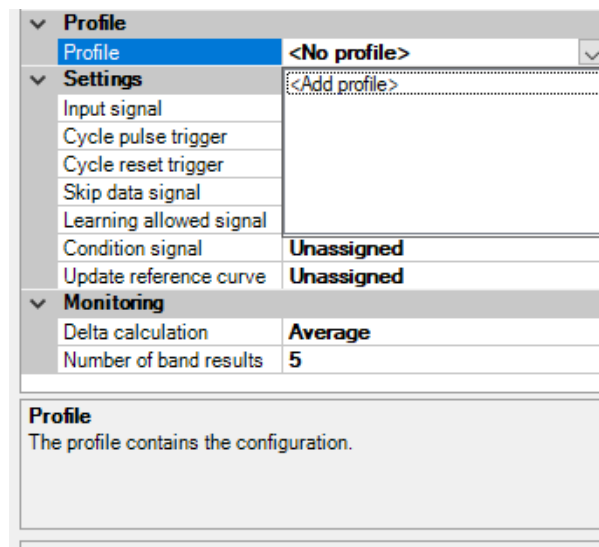 Profile
Profile <No profile>
Settings <Add profile>
Input signal
Cycle pulse trigger
Cycle reset trigger
Skip data signal
Learning allowed signal
Condition signal Unassigned
Update reference curve Unassigned
Monitoring
Delta calculation Average
Number of band results 5
Profile
The profile contains the configuration.